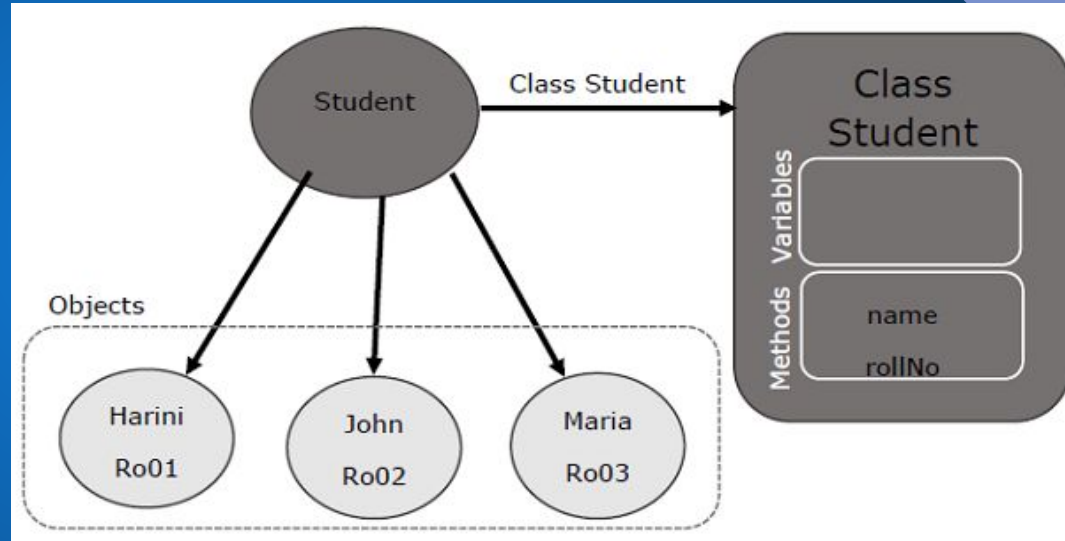 Student
Class Student
Class
Student
Variables
Methods
name
rollNo
Objects
Harini
Ro01
John
Ro02
Maria
Ro03